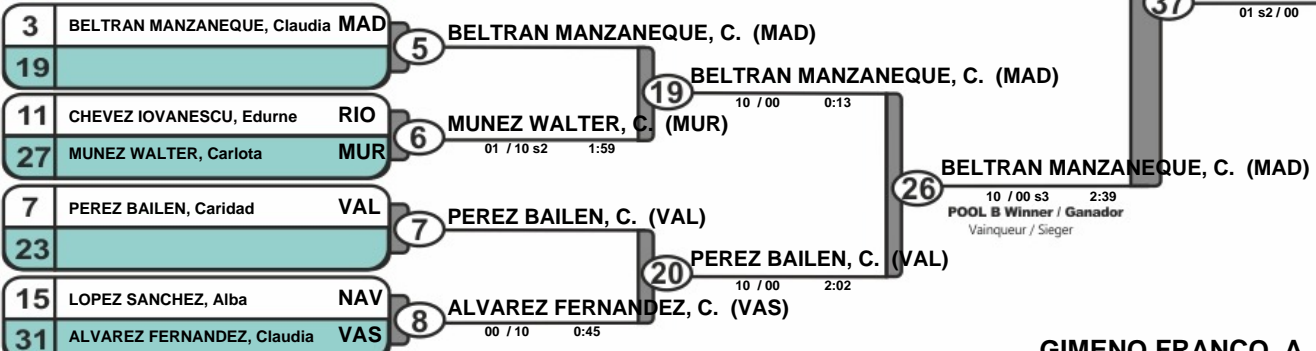 37
01 s2 / 00
3 BELTRAN MANZANEQUE, Claudia MAD
19
5
BELTRAN MANZANEQUE, C. (MAD)
11 CHEVEZ IOVANESCU, Edurne RIO
27 MUNEZ WALTER, Carlota MUR
6
MUNEZ WALTER, C. (MUR)
01 / 10 s2 1:59
19
BELTRAN MANZANEQUE, C. (MAD)
10 / 00 0:13
7 PEREZ BAILEN, Caridad VAL
23
7
PEREZ BAILEN, C. (VAL)
15 LOPEZ SANCHEZ, Alba NAV
31 ALVAREZ FERNANDEZ, Claudia VAS
8
ALVAREZ FERNANDEZ, C. (VAS)
00 / 10 0:45
20
PEREZ BAILEN, C. (VAL)
10 / 00 2:02
26
BELTRAN MANZANEQUE, C. (MAD)
10 / 00 s3 2:39
POOL B Winner / Ganador
Vainqueur / Sieger
GIMENO FRANCO, A